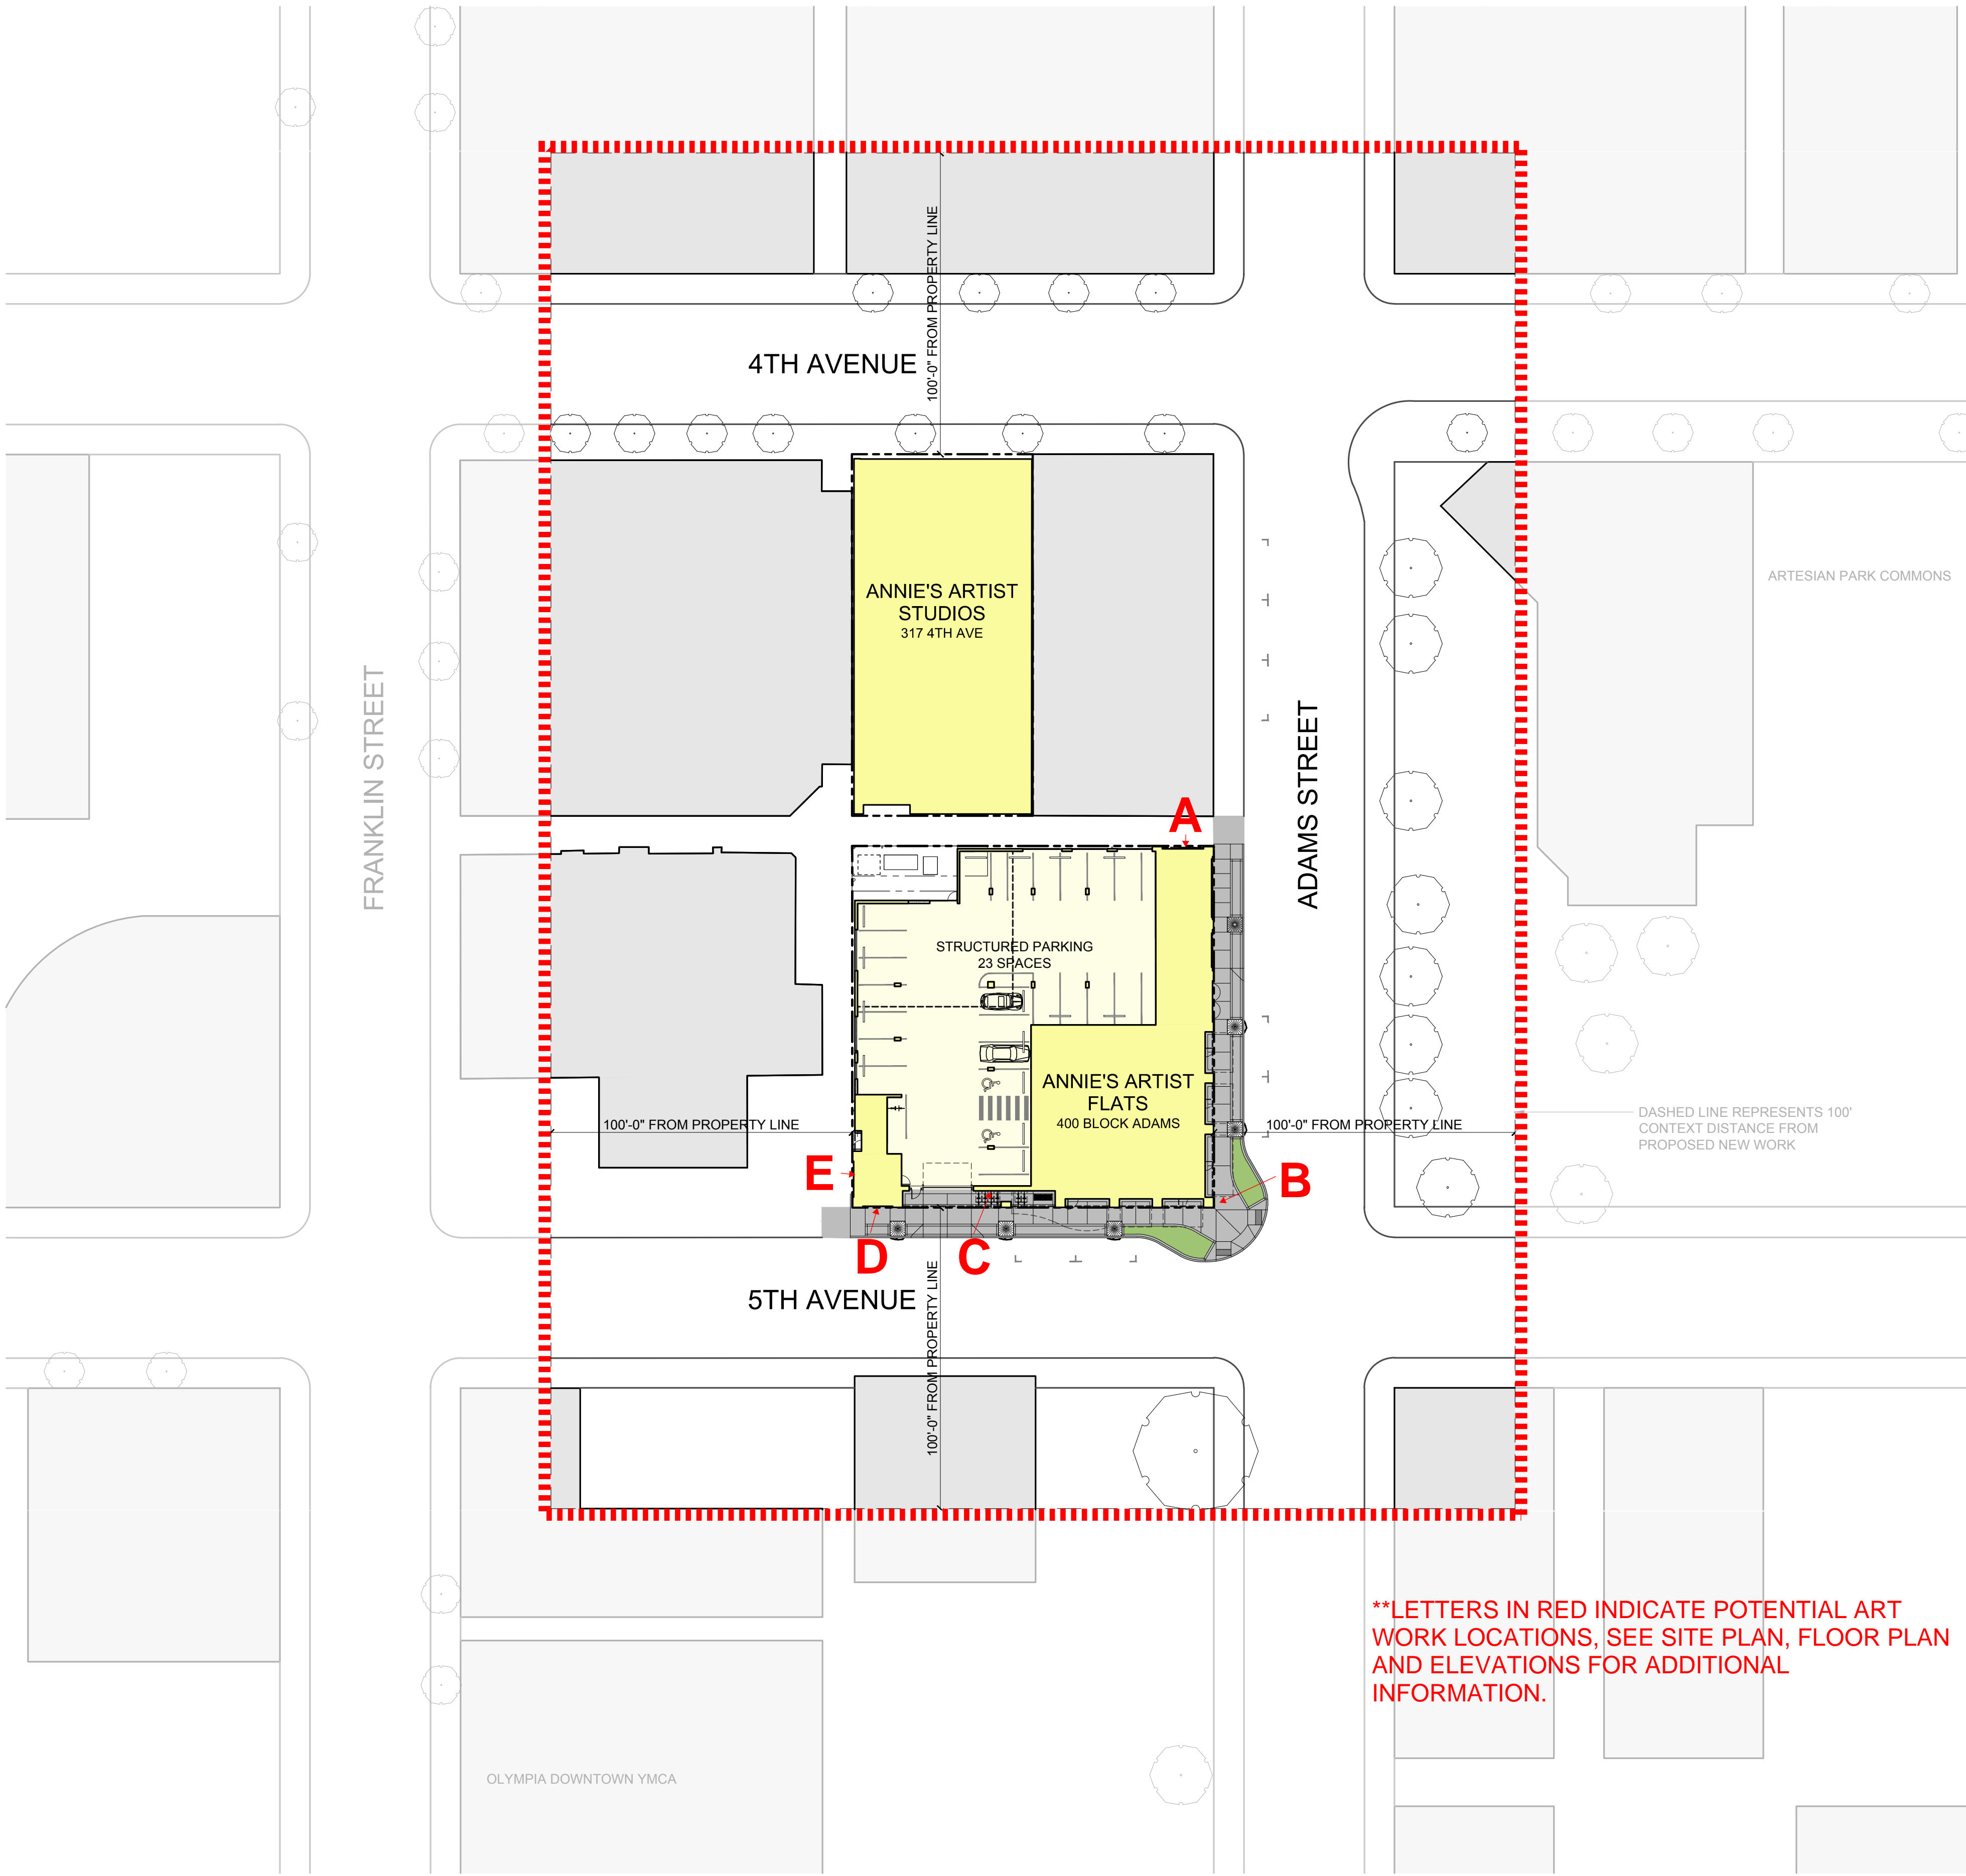 100'-0" FROM PROPERTY LINE
4TH AVENUE
ANNIE'S ARTIST
STUDIOS
317 4TH AVE
ARTESIAN PARK COMMONS
FRANKLIN STREET
ADAMS STREET
A
STRUCTURED PARKING
23 SPACES
ANNIE'S ARTIST
FLATS
400 BLOCK ADAMS
100'-0" FROM PROPERTY LINE
100'-0" FROM PROPERTY LINE
DASHED LINE REPRESENTS 100'
CONTEXT DISTANCE FROM
PROPOSED NEW WORK
E
B
D
C
5TH AVENUE
100'-0" FROM PROPERTY LINE
**LETTERS IN RED INDICATE POTENTIAL ART
WORK LOCATIONS, SEE SITE PLAN, FLOOR PLAN
AND ELEVATIONS FOR ADDITIONAL
INFORMATION.
OLYMPIA DOWNTOWN YMCA